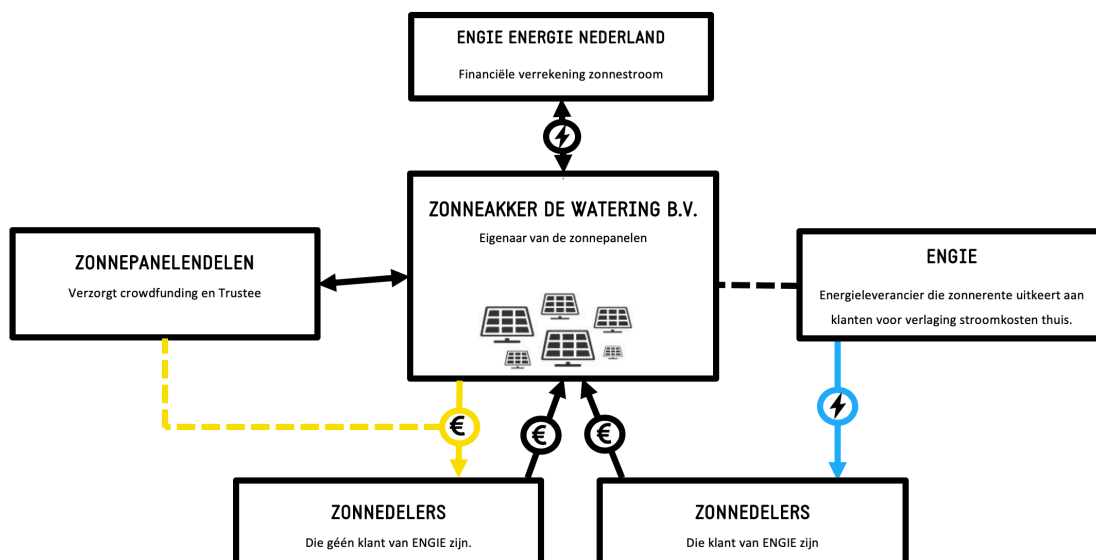 ENGIE ENERGIE NEDERLAND
Financiële verrekening zonnestroom
ZONNEAKKER DE WATERING B.V.
Eigenaar van de zonnepanelen
ZONNEPANELENDELEN
Verzorgt crowdfunding en Trustee
ENGIE
Energieleverancier die zonnerente uitkeert aan
klanten voor verlaging stroomkosten thuis.
€
€
€
ZONNEDELERS
Die géén klant van ENGIE zijn.
ZONNEDELERS
Die klant van ENGIE zijn